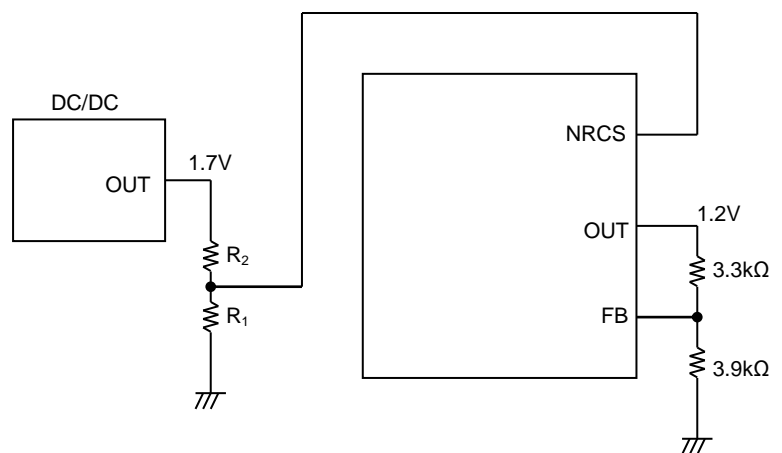 DC/DC
NRCS
1.7V
OUT
1.2V
OUT
R₂
3.3kΩ
R₁
FB
3.9kΩ